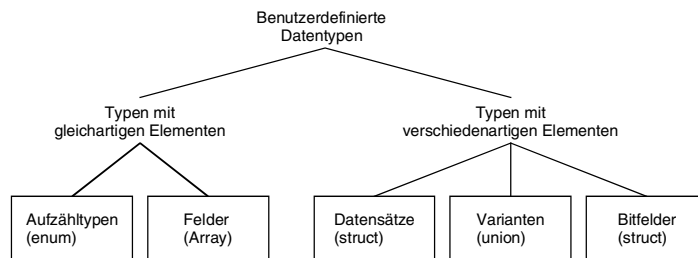 Benutzerdefinierte
Datentypen
Typen mit
gleichartigen Elementen
Typen mit
verschiedenartigen Elementen
Aufzähltypen
(enum)
Felder
(Array)
Datensätze
(struct)
Varianten
(union)
Bitfelder
(struct)